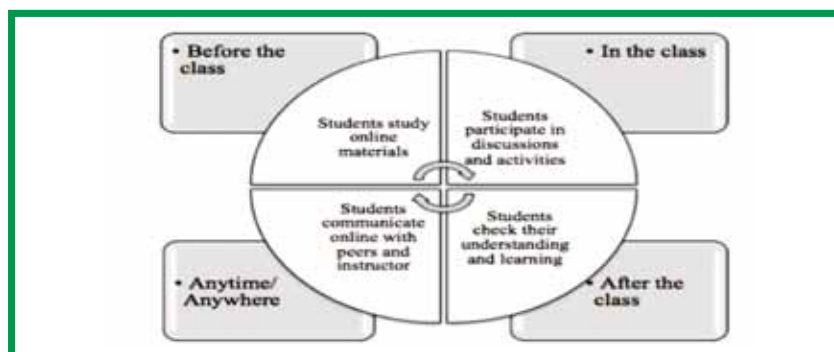 • Before the
class
• In the class
Students study
online
materials
Students
participate in
discussions
and activities
Students
communicate
online with
peers and
instructor
Students
check their
understanding
and learning
• Anytime/
Anywhere
• After the
class